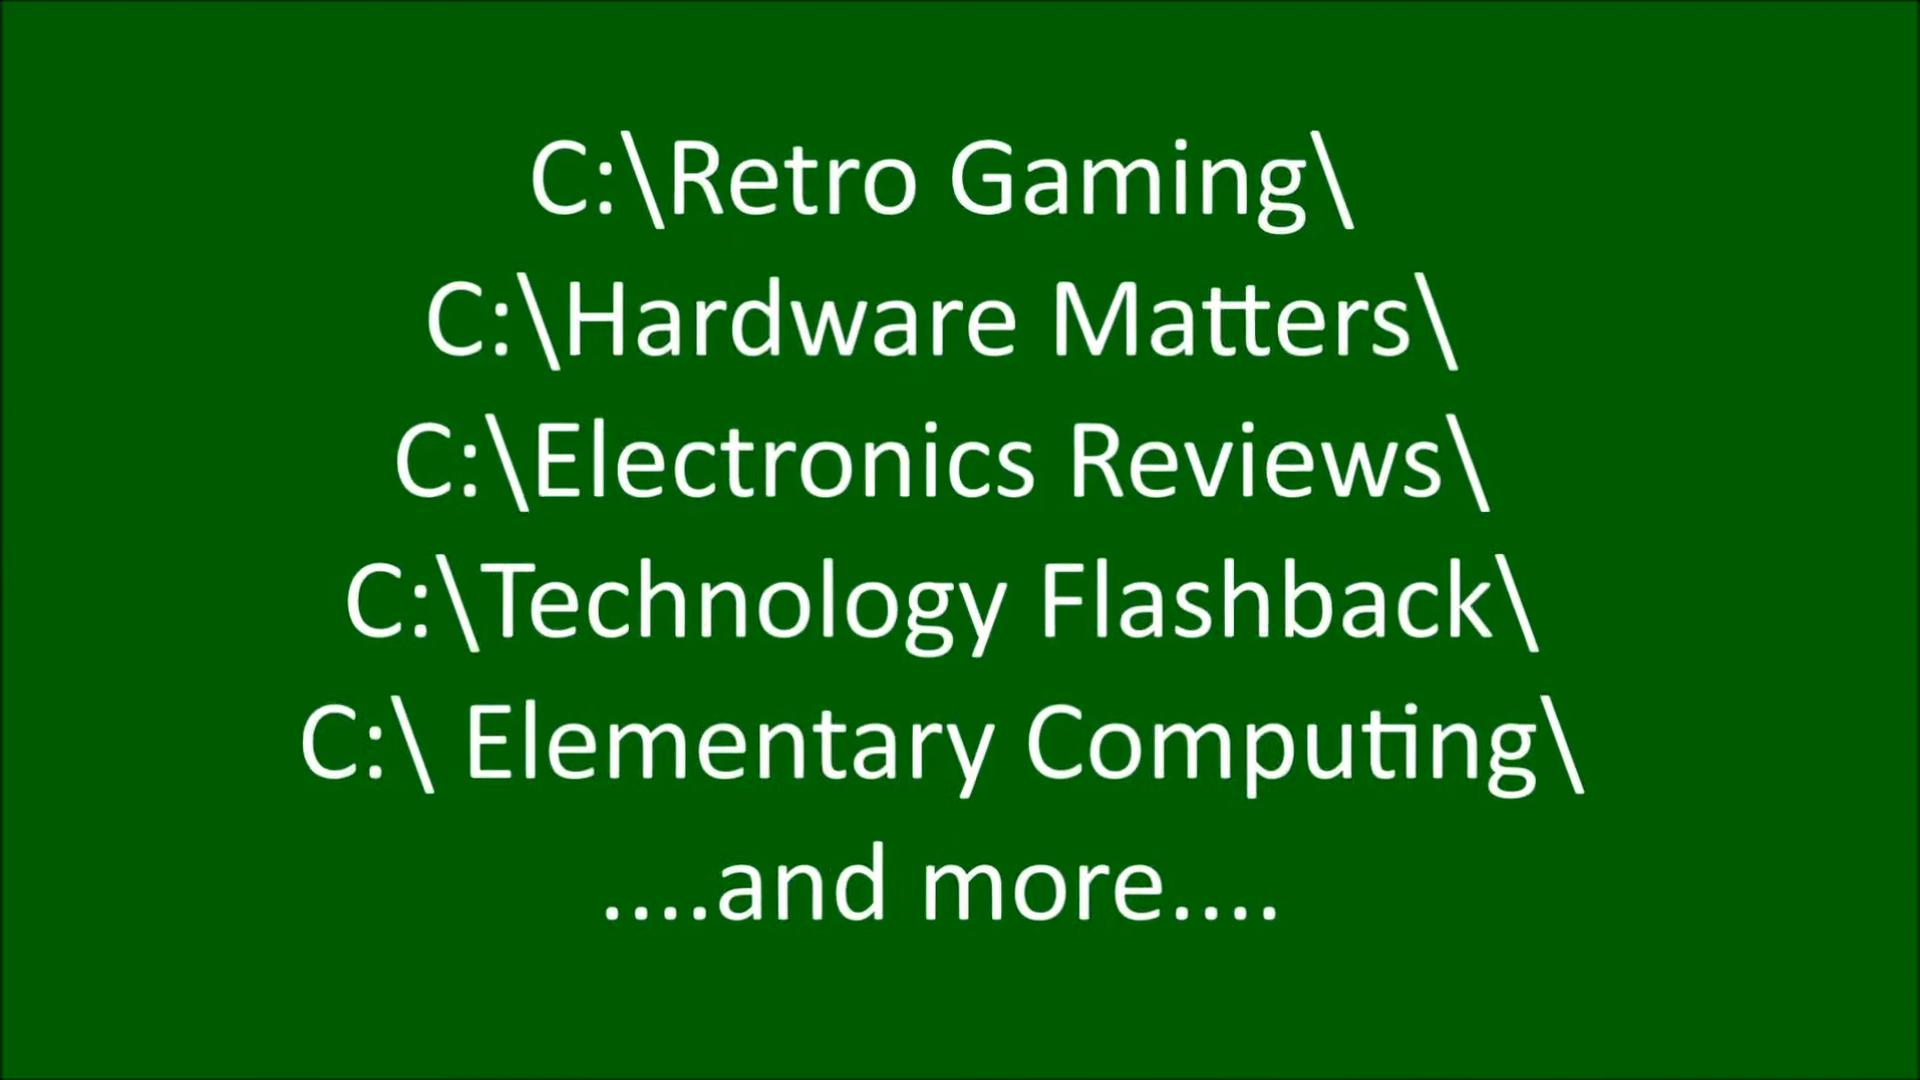 C:\Retro Gaming\
C:\Hardware Matters\
C:\Electronics Reviews\
C:\Technology Flashback\
C:\ Elementary Computing\
....and more....